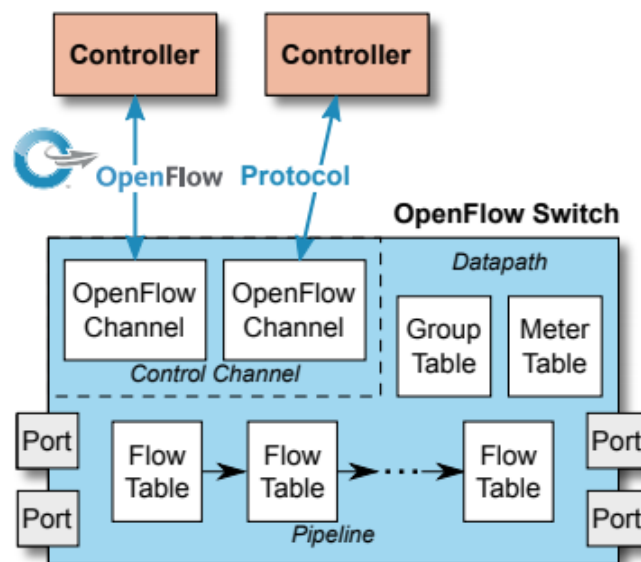 Controller
Controller
OpenFlow
Protocol
OpenFlow Switch
Datapath
OpenFlow
Channel
OpenFlow
Channel
Control Channel
Group
Table
Meter
Table
Port
Port
Flow
Table
Flow
Table
...
Flow
Table
Pipeline
Port
Port